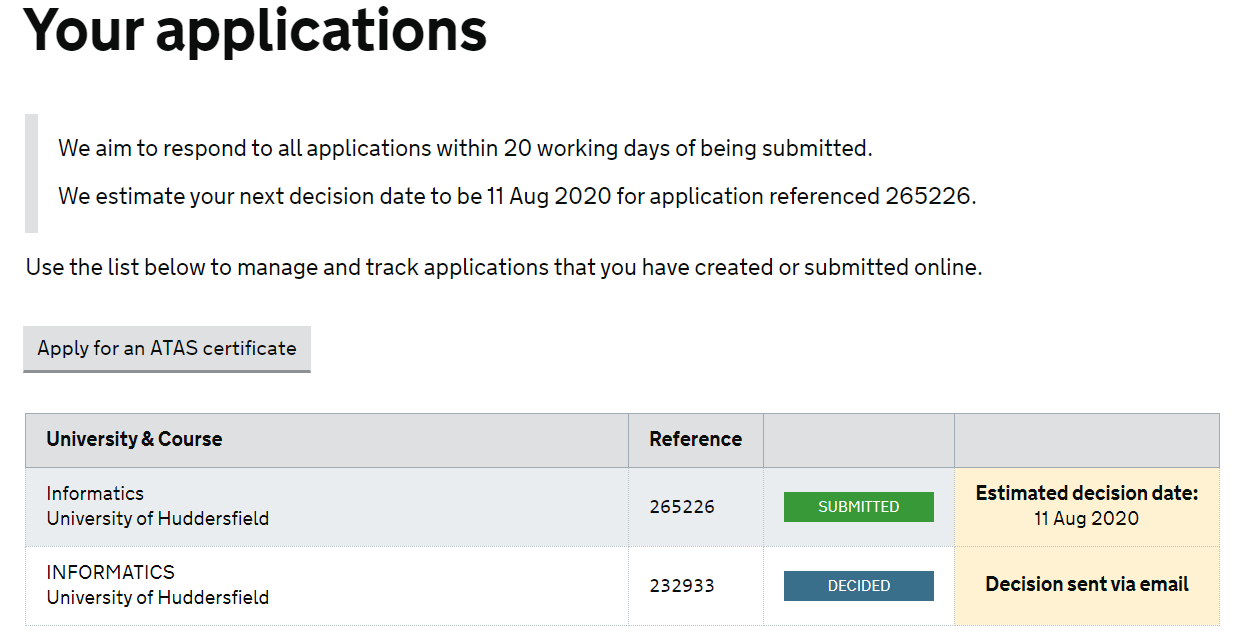 Your applications
We aim to respond to all applications within 20 working days of being submitted.
We estimate your next decision date to be 11 Aug 2020 for application referenced 265226.
Use the list below to manage and track applications that you have created or submitted online.
Apply for an ATAS certificate
University & Course Reference
Informatics
University of Huddersfield
265226
SUBMITTED
Estimated decision date:
11 Aug 2020
INFORMATICS
University of Huddersfield
232933
DECIDED
Decision sent via email